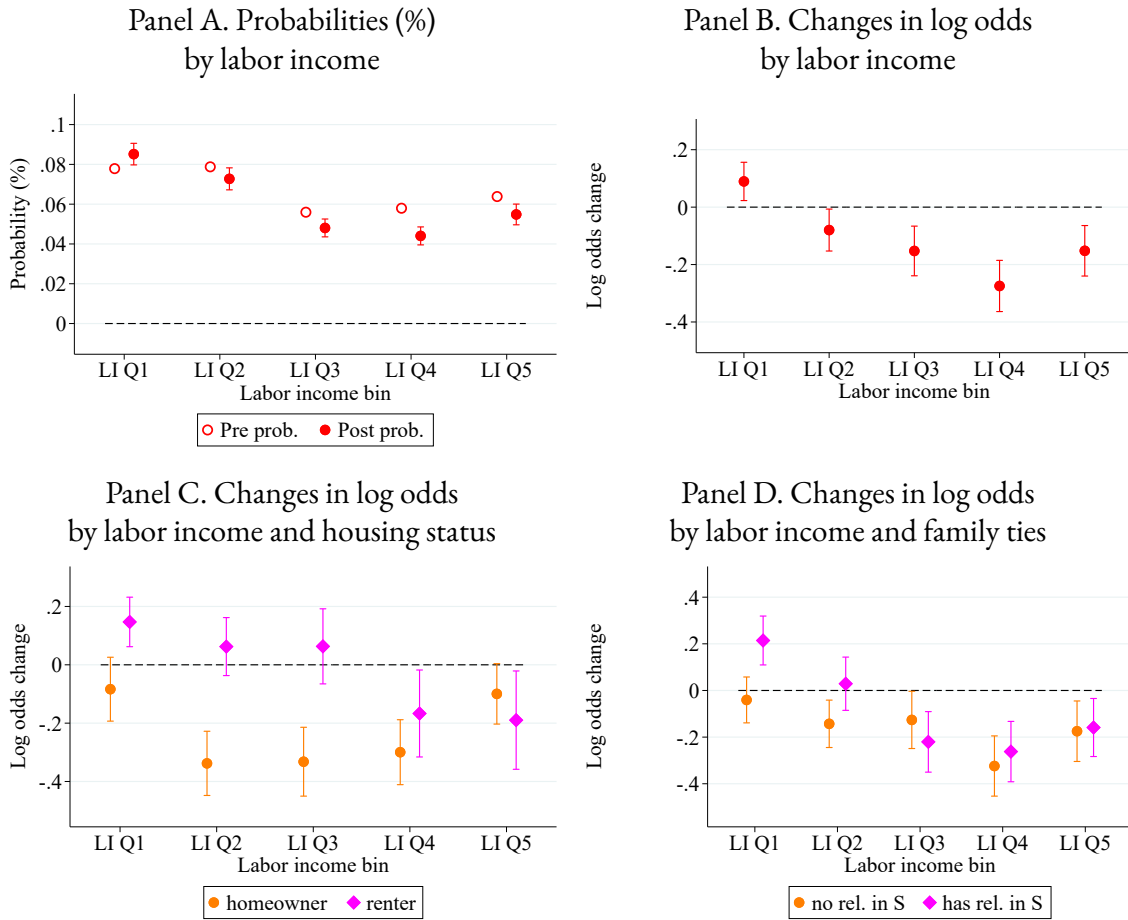 Panel A. Probabilities (%)
by labor income
Probability (%)
.1
.08
.06
.04
.02
0
LI Q1 LI Q2 LI Q3 LI Q4 LI Q5
Labor income bin
Pre prob. Post prob.
Panel B. Changes in log odds
by labor income
Log odds change
.2
0
-.2
-.4
LI Q1 LI Q2 LI Q3 LI Q4 LI Q5
Labor income bin
Panel C. Changes in log odds
by labor income and housing status
Log odds change
.2
0
-.2
-.4
LI Q1 LI Q2 LI Q3 LI Q4 LI Q5
Labor income bin
homeowner renter
Panel D. Changes in log odds
by labor income and family ties
Log odds change
.4
.2
0
-.2
-.4
LI Q1 LI Q2 LI Q3 LI Q4 LI Q5
Labor income bin
no rel. in S has rel. in S